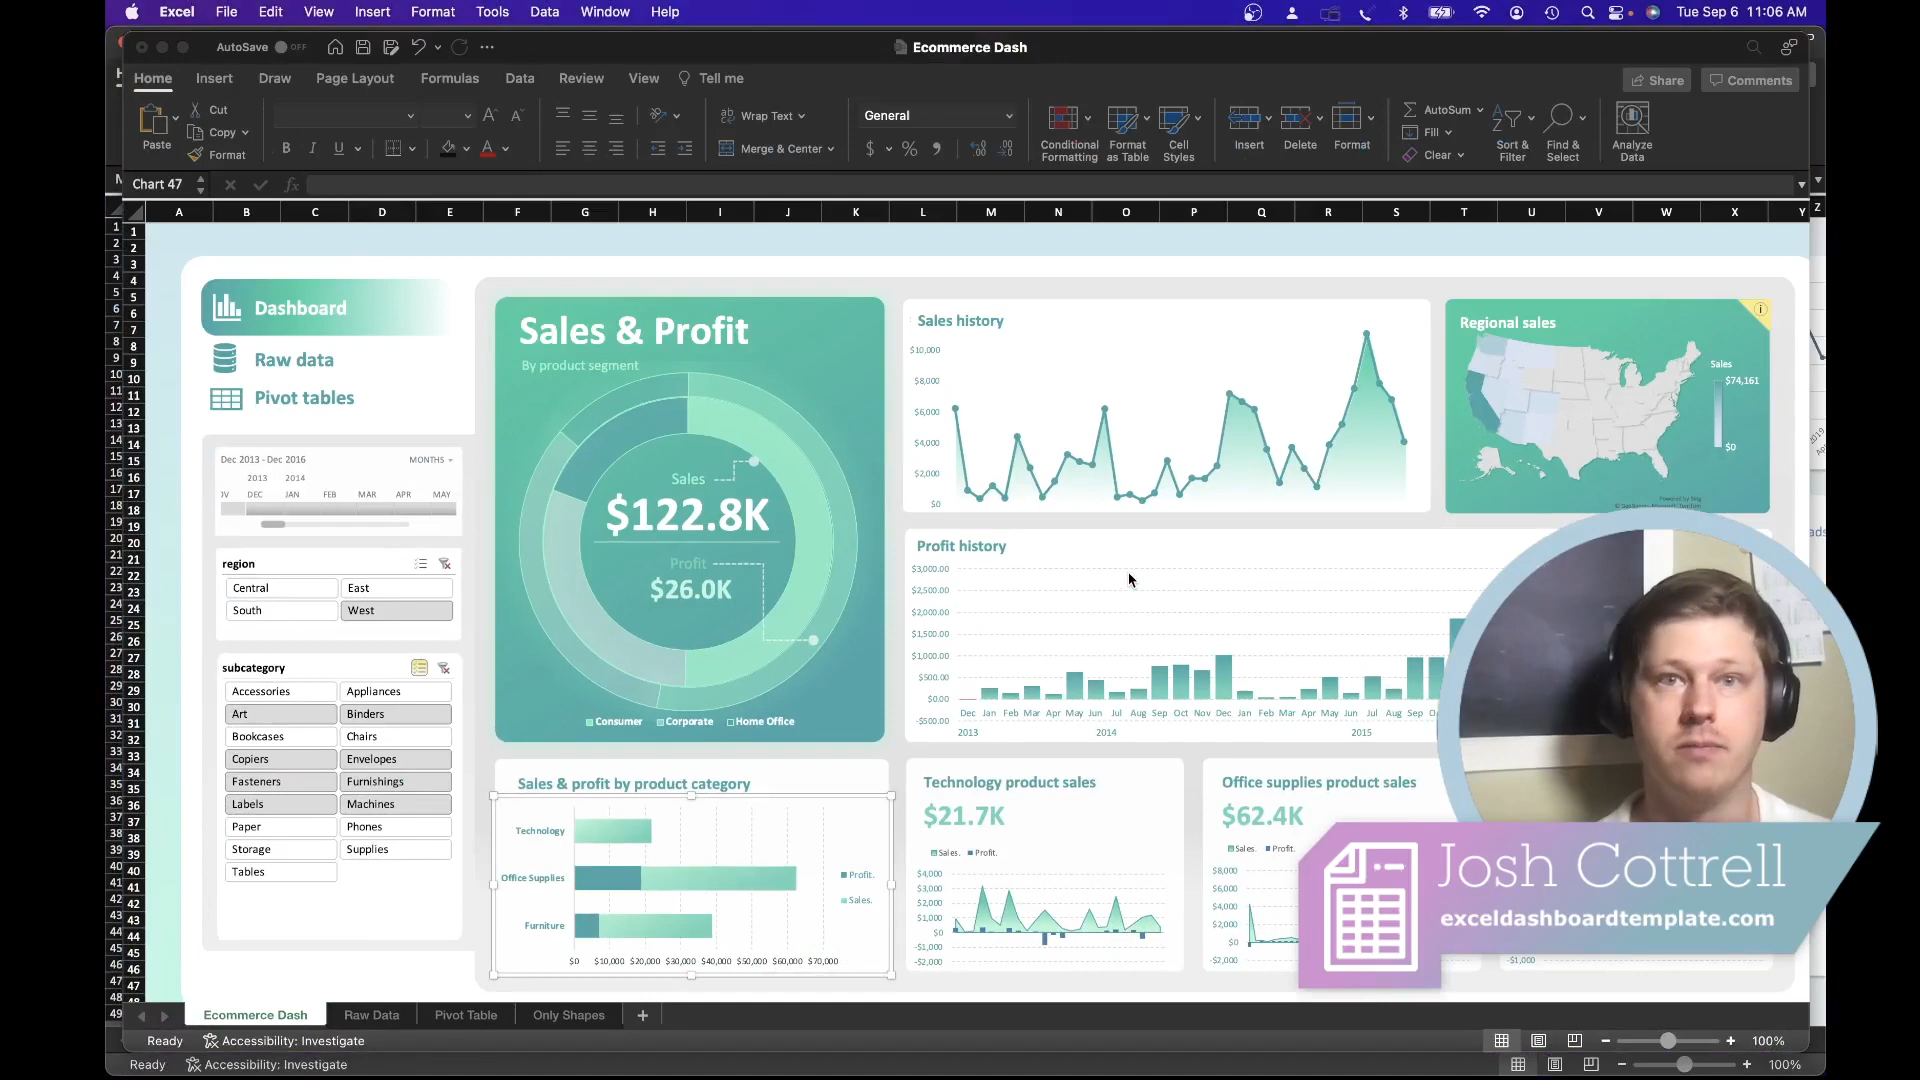 Excel File Edit View Insert Format Tools Data Window Help Tue Sep 6 11:06 AM
AutoSave OFF Ecommerce Dash
Home Insert Draw Page Layout Formulas Data Review View Tell me Share Comments
Paste Cut Copy Format
B I U A
Wrap Text
Merge & Center
General
$ %
Conditional Formatting
Format as Table
Cell Styles
Insert Delete Format
AutoSum
Fill
Clear
Sort & Filter
Find & Select
Analyze Data
Chart 47 fx
A B C D E F G H I J K L M N O P Q R S T U V W X Y Z
Dashboard
Raw data
Pivot tables
Dec 2013 - Dec 2016 MONTHS
2013 2014
DEC JAN FEB MAR APR MAY
region
Central East
South West
subcategory
Accessories Appliances
Art Binders
Bookcases Chairs
Copiers Envelopes
Fasteners Furnishings
Labels Machines
Paper Phones
Storage Supplies
Tables
Sales & Profit
By product segment
Sales
$122.8K
Profit
$26.0K
Consumer Corporate Home Office
Sales history
$10,000
$8,000
$6,000
$4,000
$2,000
$0
Regional sales
Sales
$74,161
$0
Powered by Bing
Profit history
$3,000.00
$2,500.00
$2,000.00
$1,500.00
$1,000.00
$500.00
$0.00
-$500.00
Dec Jan Feb Mar Apr May Jun Jul Aug Sep Oct Nov Dec Jan Feb Mar Apr May Jun Jul Aug Sep
2013 2014 2015
Sales & profit by product category
Technology
Office Supplies
Furniture
Profit.
Sales.
$0 $10,000 $20,000 $30,000 $40,000 $50,000 $60,000 $70,000
Technology product sales
$21.7K
Sales. Profit.
$4,000
$3,000
$2,000
$1,000
$0
-$1,000
-$2,000
Office supplies product sales
$62.4K
Sales. Profit.
$8,000
$6,000
$4,000
$2,000
$0
-$2,000
-$1,000
Josh Cottrell
exceldashboardtemplate.com
Ecommerce Dash Raw Data Pivot Table Only Shapes +
Ready Accessibility: Investigate 100%
Ready Accessibility: Investigate 100%